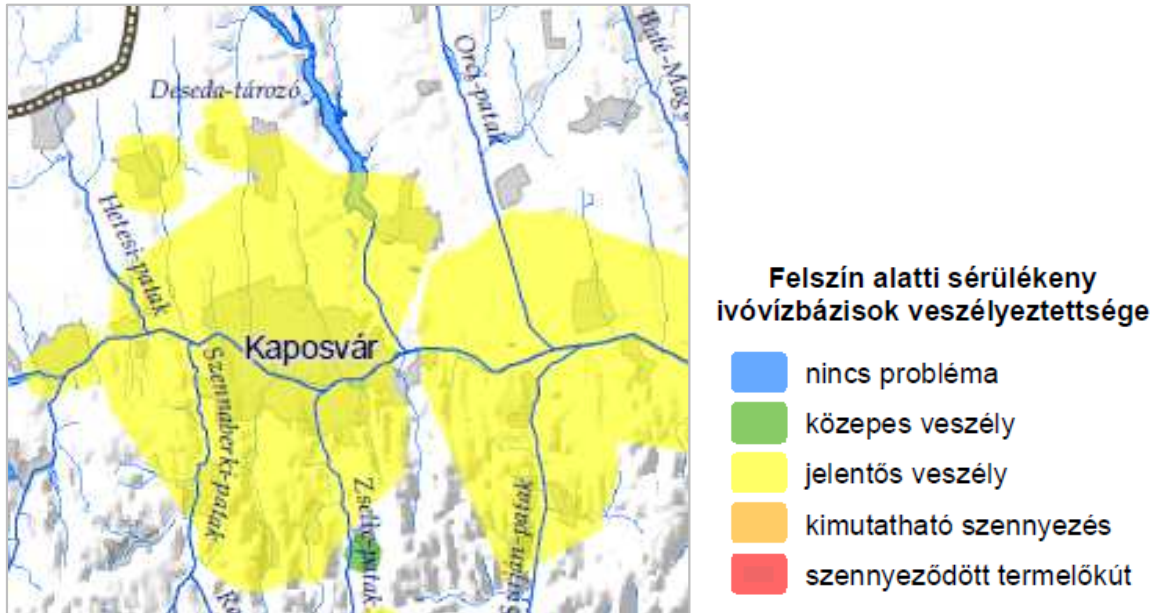 Deseda-tározó
Orci-patak
Hetesi-patak
Kaposvár
Szennaberki-patak
Zselic-patak
Felszín alatti sérülékeny
ivóvízbázisok veszélyeztettsége
nincs probléma
közepes veszély
jelentős veszély
kimutatható szennyezés
szennyeződött termelőkút